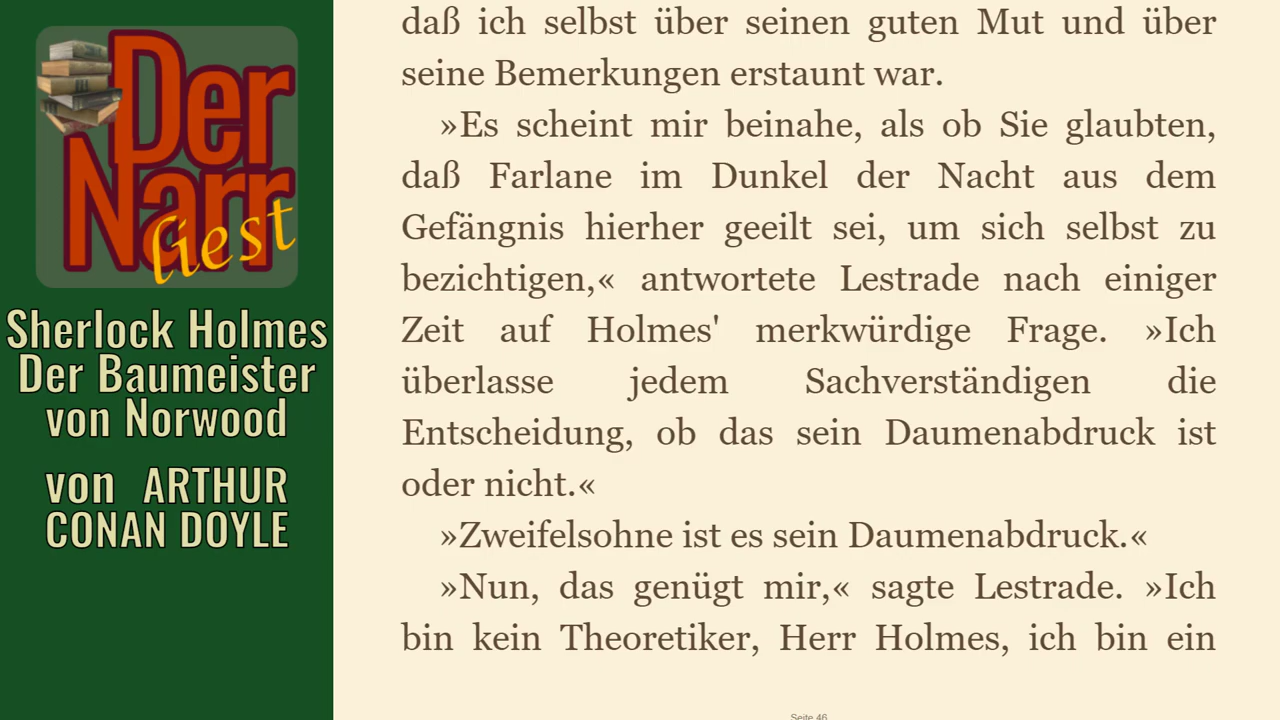 Der
Narr
liest
Sherlock Holmes
Der Baumeister
von Norwood
von ARTHUR
CONAN DOYLE
daß ich selbst über seinen guten Mut und über
seine Bemerkungen erstaunt war.
»Es scheint mir beinahe, als ob Sie glaubten,
daß Farlane im Dunkel der Nacht aus dem
Gefängnis hierher geeilt sei, um sich selbst zu
bezichtigen,« antwortete Lestrade nach einiger
Zeit auf Holmes' merkwürdige Frage. »Ich
überlasse jedem Sachverständigen die
Entscheidung, ob das sein Daumenabdruck ist
oder nicht.«
»Zweifelsohne ist es sein Daumenabdruck.«
»Nun, das genügt mir,« sagte Lestrade. »Ich
bin kein Theoretiker, Herr Holmes, ich bin ein
Seite 46